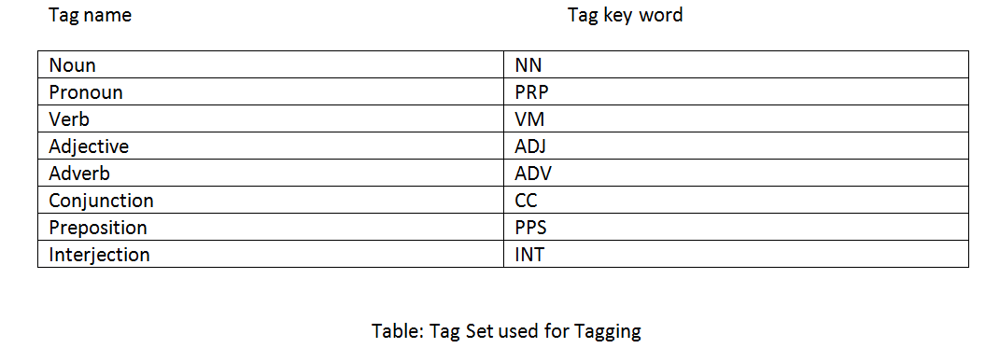 Tag name Tag key word
Noun NN
Pronoun PRP
Verb VM
Adjective ADJ
Adverb ADV
Conjunction CC
Preposition PPS
Interjection INT
Table: Tag Set used for Tagging